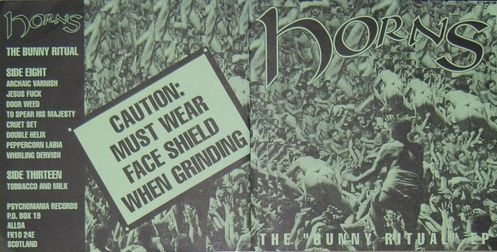 HORNS
THE BUNNY RITUAL
SIDE EIGHT
ARCHAIC VARNISH
JESUS FUCK
DOOR WEED
TO SPEAR HIS MAJESTY
CRUET SET
DOUBLE HELIX
PEPPERCORN LABIA
WHIRLING DERVISH
SIDE THIRTEEN
TOBBACO AND MILK
PSYCHOMANIA RECORDS
P.O. BOX 19
ALLOA
FK10 24E
SCOTLAND
CAUTION:
MUST WEAR
FACE SHIELD
WHEN GRINDING
HORNS
THE "BUNNY RITUAL" EP